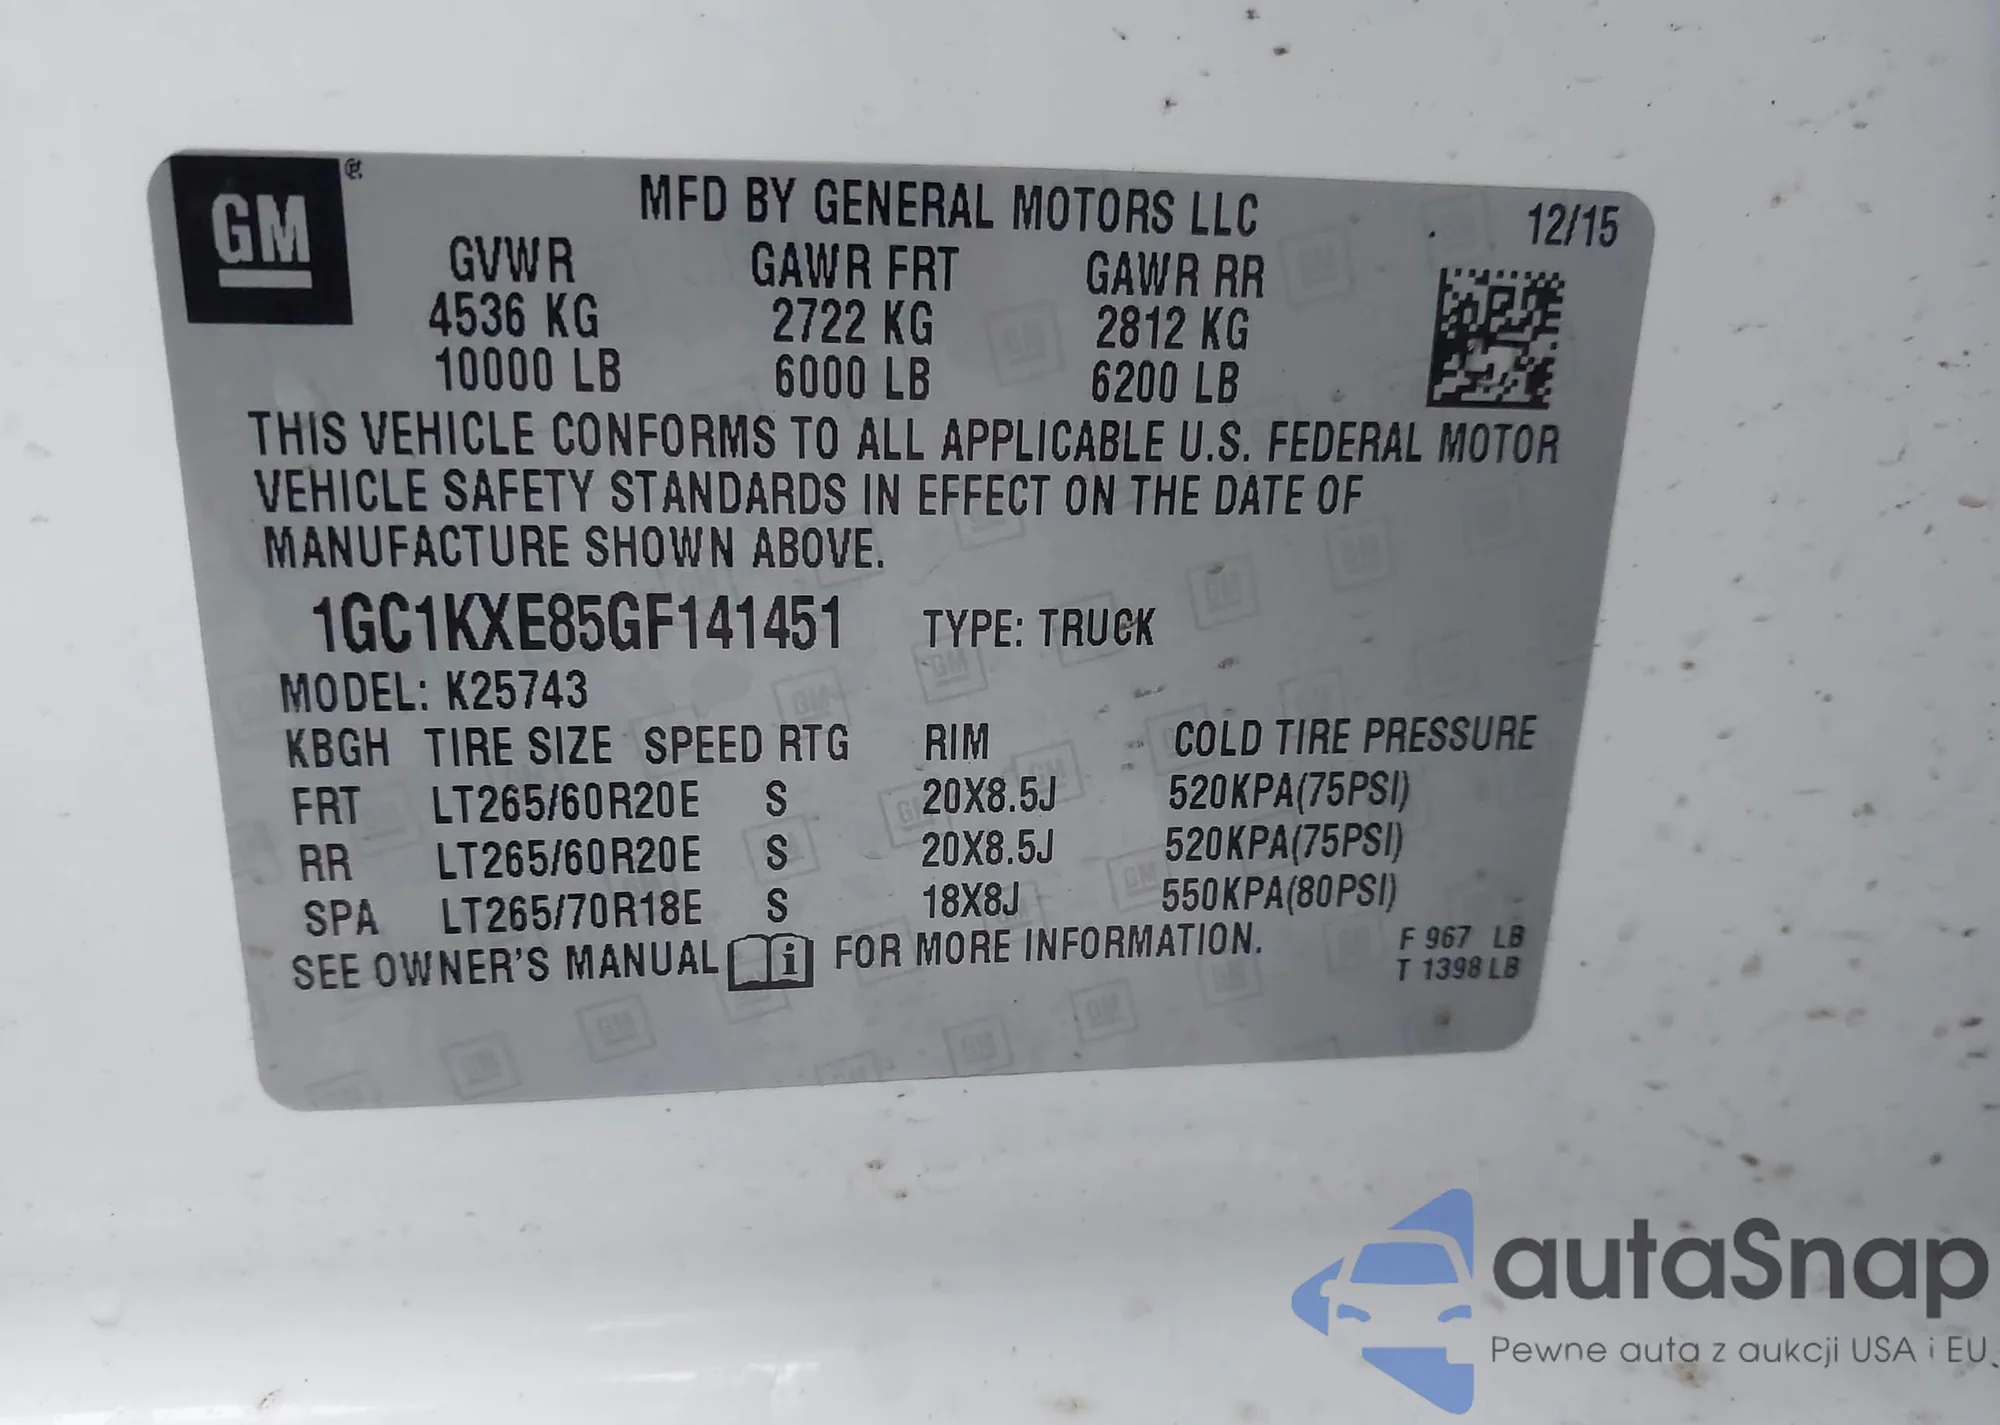 GM
MFD BY GENERAL MOTORS LLC 12/15
GVWR GAWR FRT GAWR RR
4536 KG 2722 KG 2812 KG
10000 LB 6000 LB 6200 LB
THIS VEHICLE CONFORMS TO ALL APPLICABLE U.S. FEDERAL MOTOR
VEHICLE SAFETY STANDARDS IN EFFECT ON THE DATE OF
MANUFACTURE SHOWN ABOVE.
1GC1KXE85GF141451 TYPE: TRUCK
MODEL: K25743
KBGH TIRE SIZE SPEED RTG RIM COLD TIRE PRESSURE
FRT LT265/60R20E S 20X8.5J 520KPA(75PSI)
RR LT265/60R20E S 20X8.5J 520KPA(75PSI)
SPA LT265/70R18E S 18X8J 550KPA(80PSI)
SEE OWNER'S MANUAL i FOR MORE INFORMATION.
F 967 LB
T 1398 LB
autaSnap
Pewne auta z aukcji USA i EU.